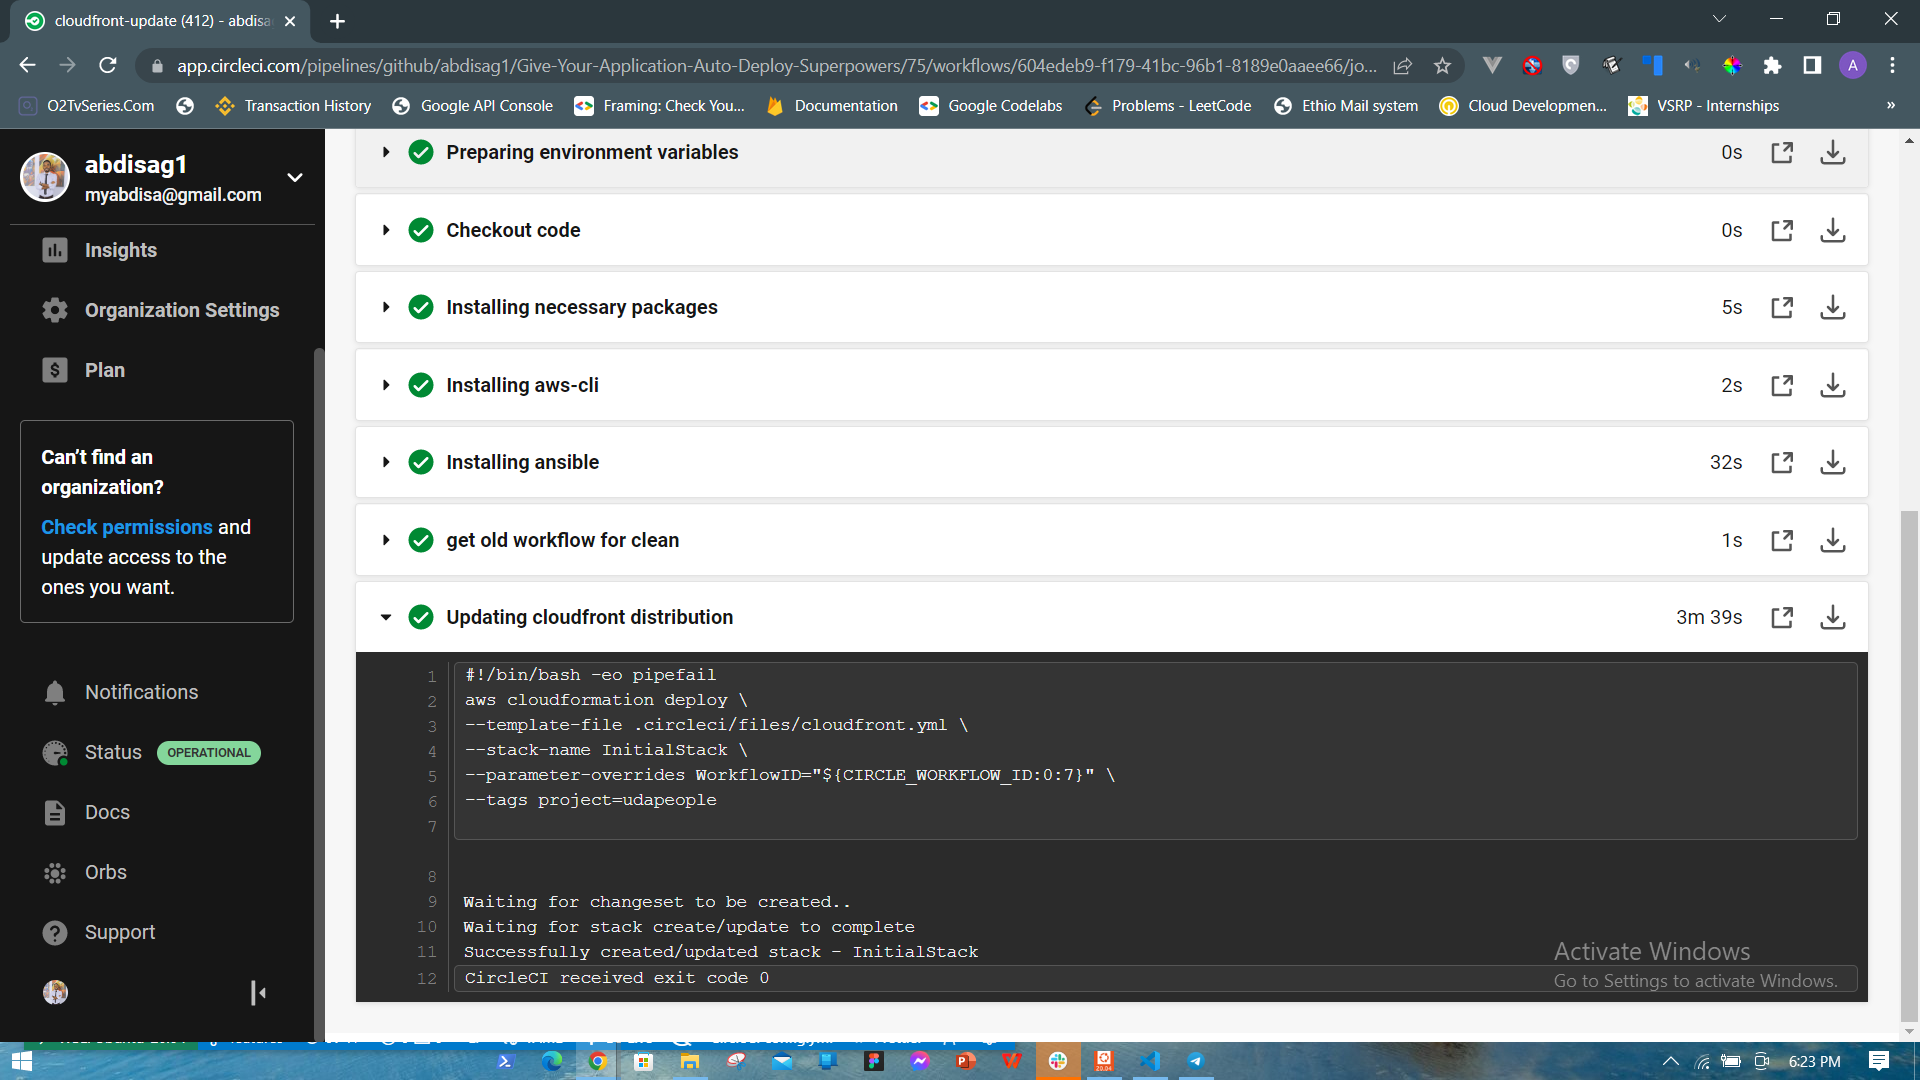 cloudfront-update (412) - abdisa
app.circleci.com/pipelines/github/abdisag1/Give-Your-Application-Auto-Deploy-Superpowers/75/workflows/604edeb9-f179-41bc-96b1-8189e0aaee66/jo...
A
O2TvSeries.Com
Transaction History
Google API Console
Framing: Check You...
Documentation
Google Codelabs
Problems - LeetCode
Ethio Mail system
Cloud Developmen...
VSRP - Internships
»
abdisag1
myabdisa@gmail.com
Insights
Organization Settings
Plan
Can't find an
organization?
Check permissions and
update access to the
ones you want.
Notifications
Status OPERATIONAL
Docs
Orbs
Support
Preparing environment variables 0s
Checkout code 0s
Installing necessary packages 5s
Installing aws-cli 2s
Installing ansible 32s
get old workflow for clean 1s
Updating cloudfront distribution 3m 39s
1 #!/bin/bash -eo pipefail
2 aws cloudformation deploy \
3 --template-file .circleci/files/cloudfront.yml \
4 --stack-name InitialStack \
5 --parameter-overrides WorkflowID="${CIRCLE_WORKFLOW_ID:0:7}" \
6 --tags project=udapeople
7
8
9 Waiting for changeset to be created..
10 Waiting for stack create/update to complete
11 Successfully created/updated stack - InitialStack
12 CircleCI received exit code 0
Activate Windows
Go to Settings to activate Windows.
20.04
6:23 PM